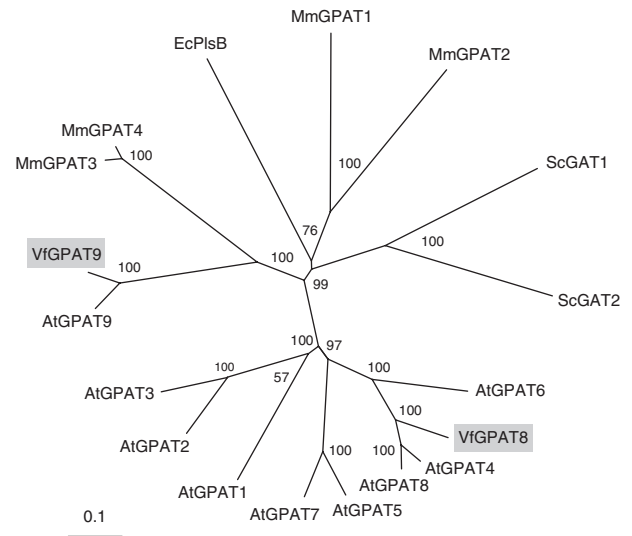 MmGPAT1
EcPlsB
MmGPAT2
MmGPAT4
100
MmGPAT3
100
ScGAT1
76
100
VfGPAT9
100
100
99
ScGAT2
AtGPAT9
100
97
100
100
AtGPAT3
57
AtGPAT6
100
VfGPAT8
AtGPAT2
100
100
AtGPAT4
AtGPAT8
AtGPAT1
AtGPAT7
AtGPAT5
0.1